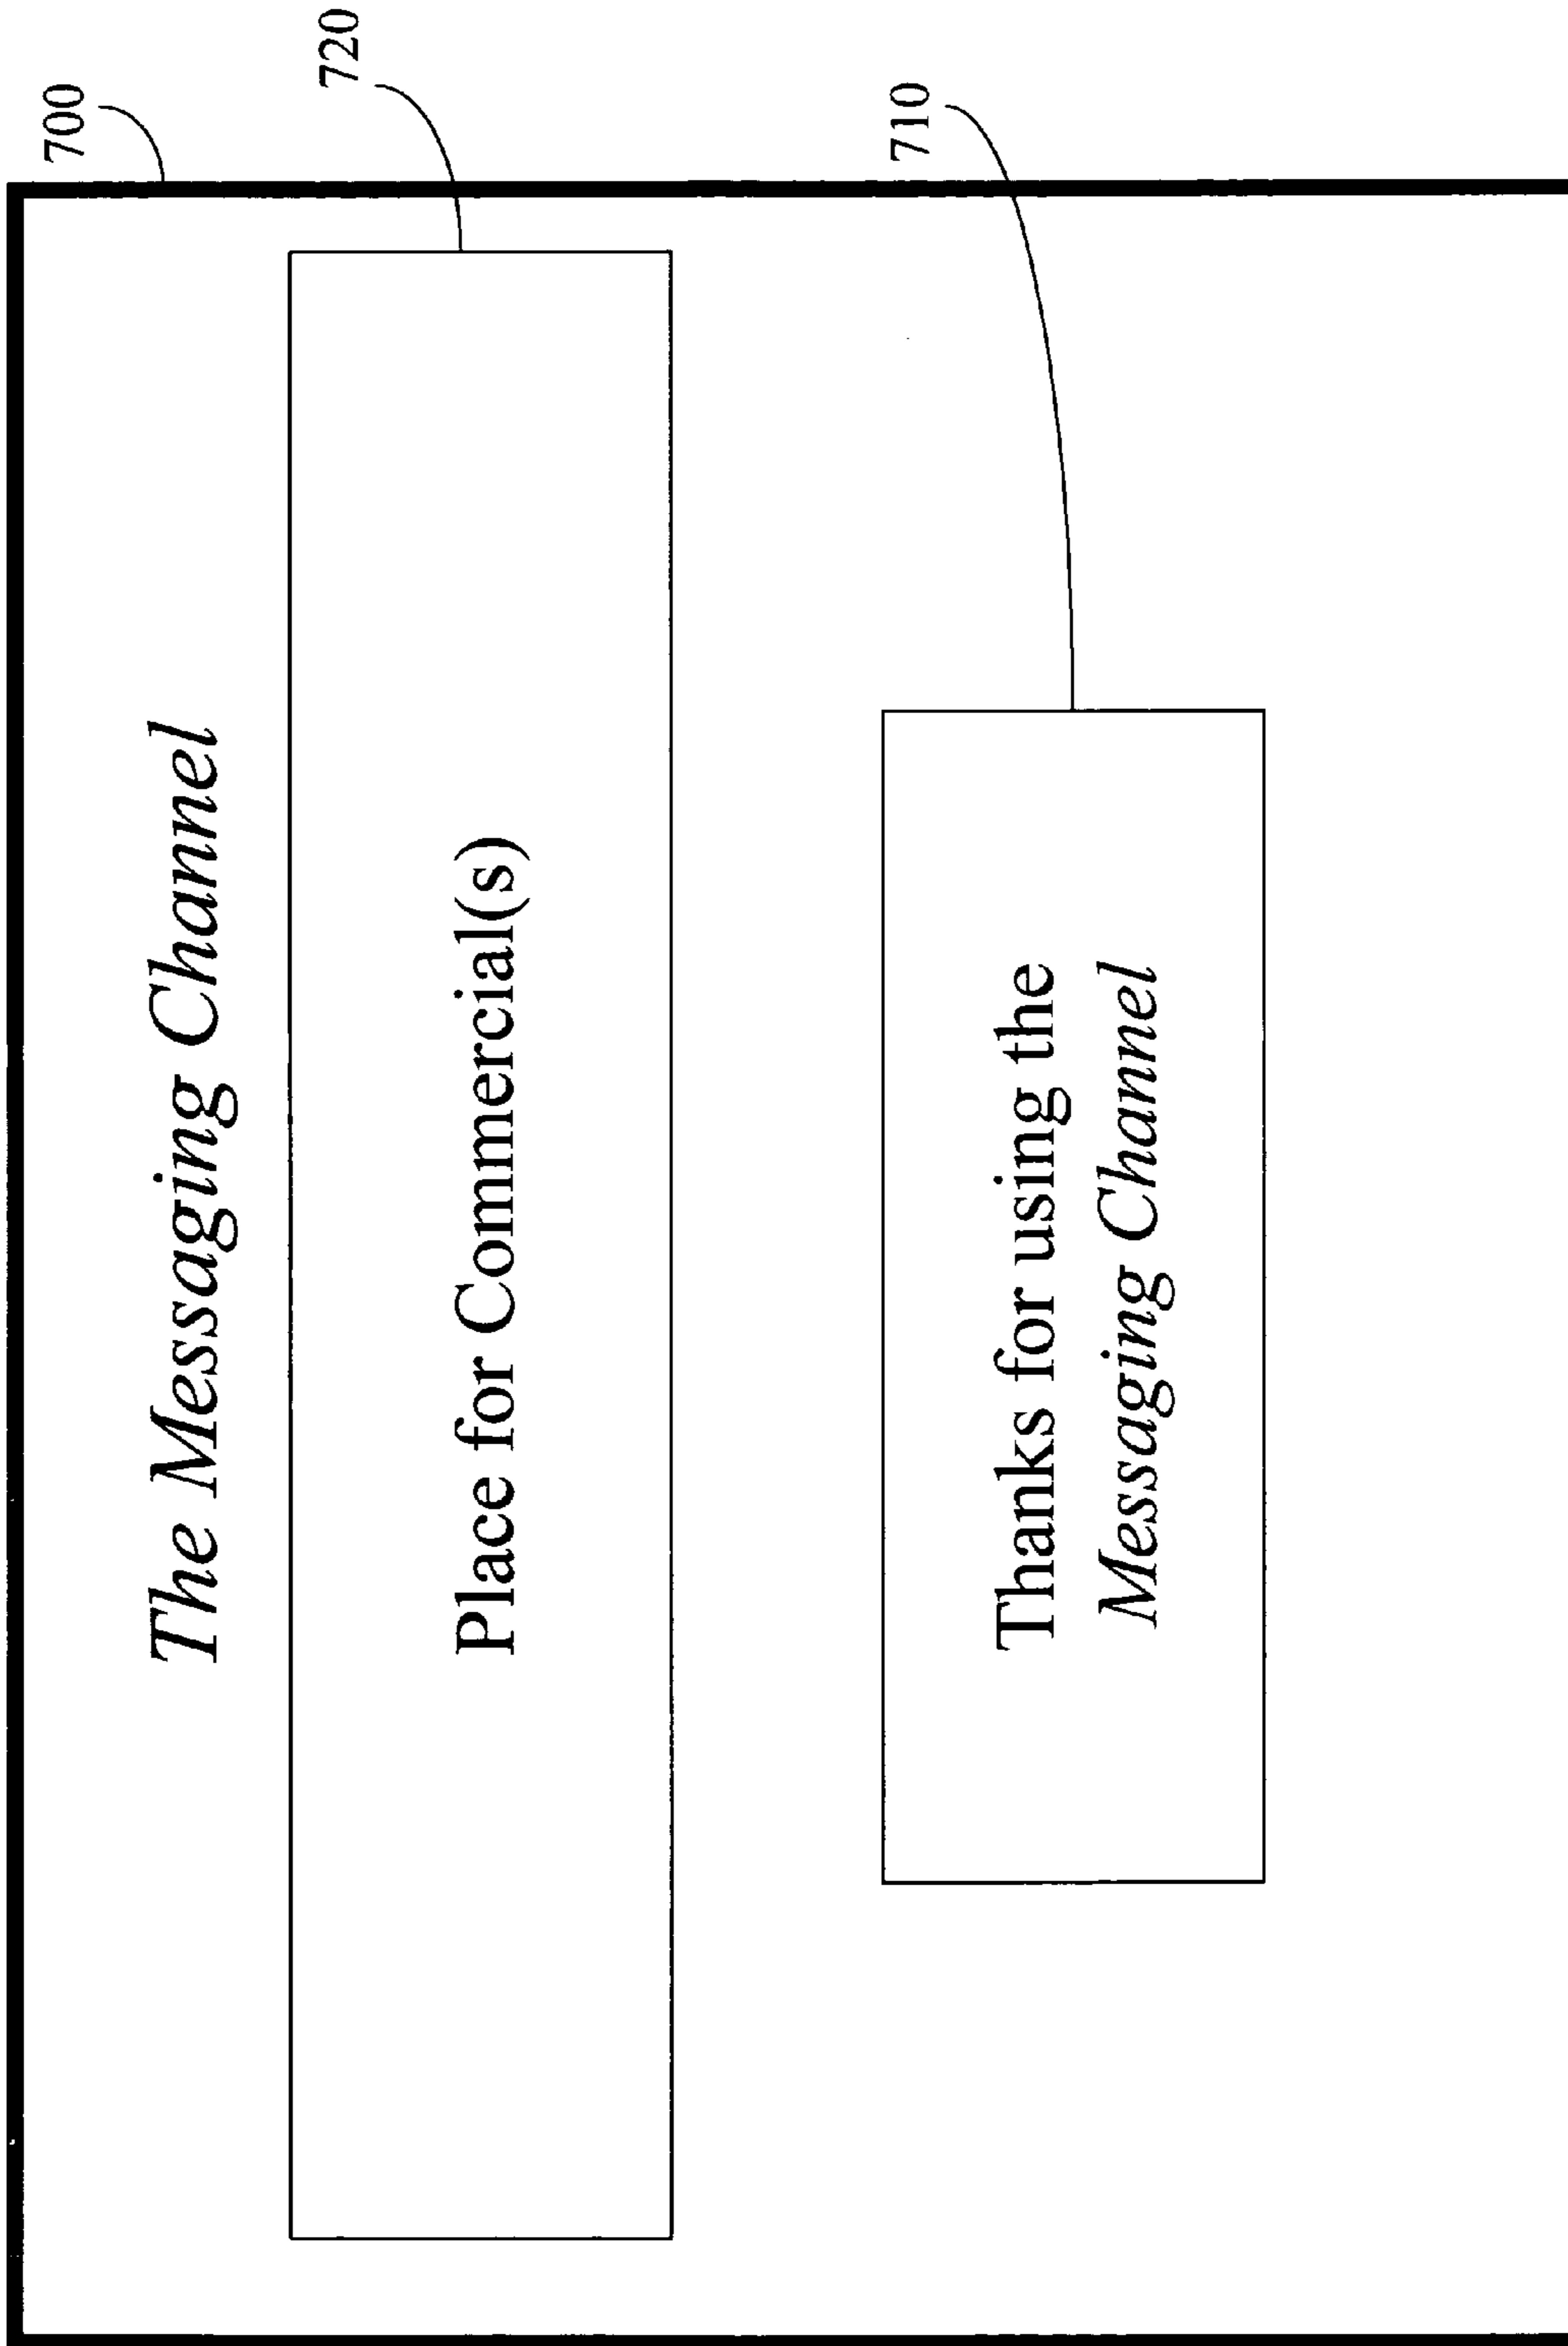 700
The Messaging Channel
720
Place for Commercial(s)
710
Thanks for using the
Messaging Channel